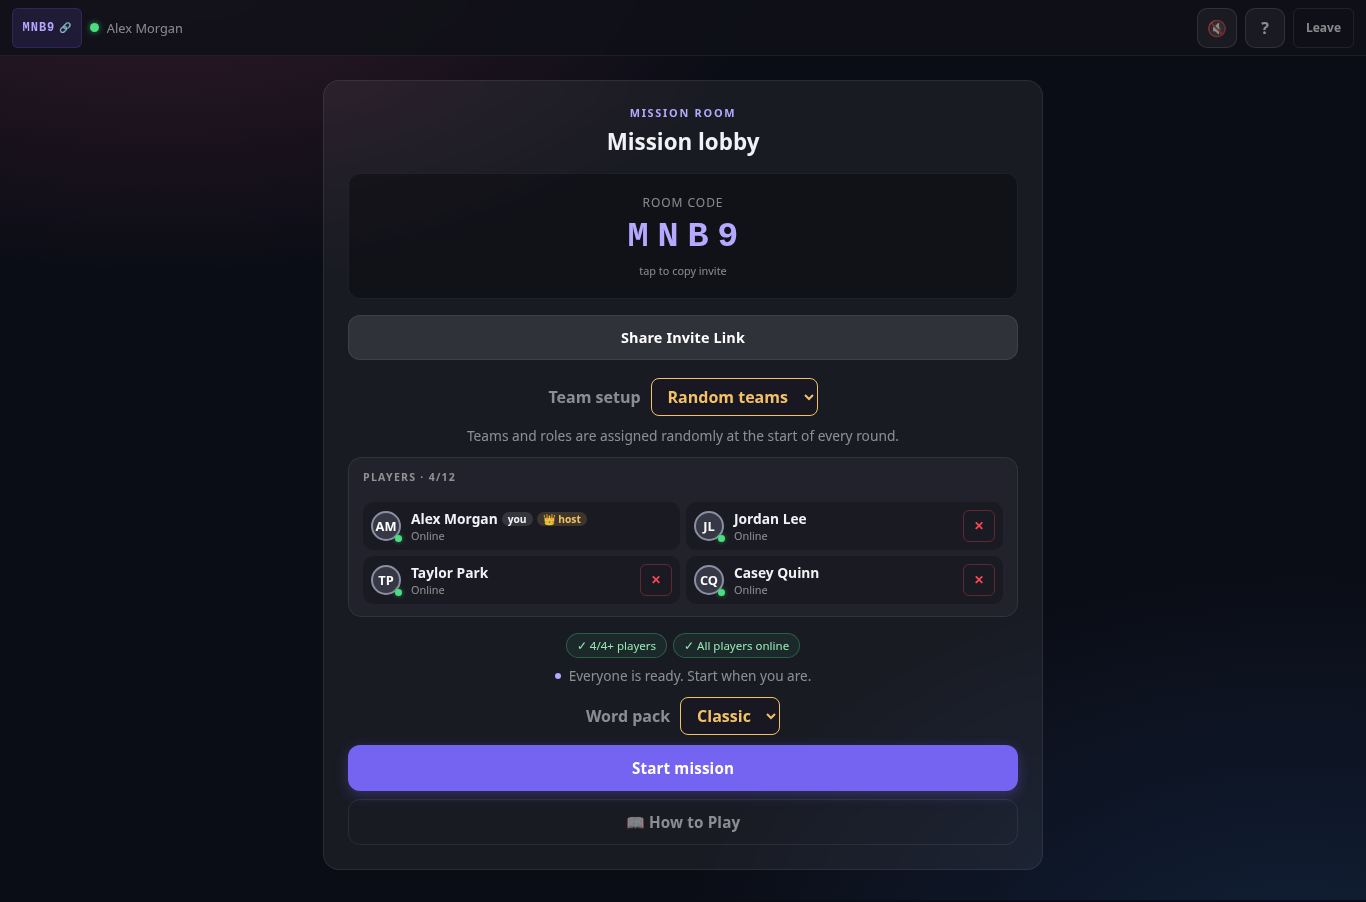 MNB9 🔗 Alex Morgan
? Leave
MISSION ROOM
Mission lobby
ROOM CODE
MNB9
tap to copy invite
Share Invite Link
Team setup Random teams
Teams and roles are assigned randomly at the start of every round.
PLAYERS · 4/12
AM Alex Morgan you 👑 host
Online
JL Jordan Lee ✕
Online
TP Taylor Park ✕
Online
CQ Casey Quinn ✕
Online
✓ 4/4+ players ✓ All players online
Everyone is ready. Start when you are.
Word pack Classic
Start mission
📖 How to Play